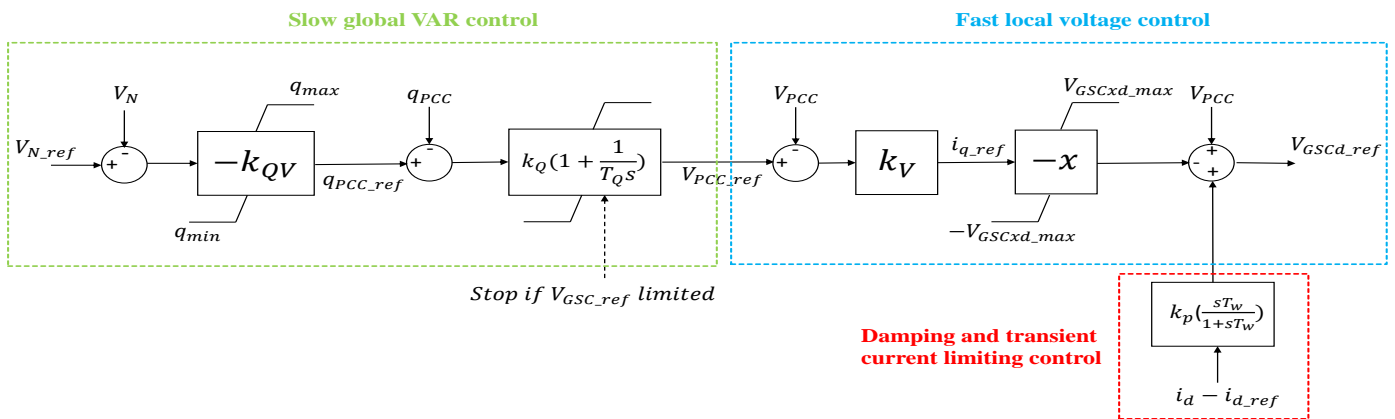 Slow global VAR control
Fast local voltage control
V_N
q_max
q_PCC
V_PCC
V_GSCxd_max
V_PCC
V_N_ref
+ -
-k_QV
q_PCC_ref
+ -
k_Q(1 + 1/(T_Q s))
V_PCC_ref
+ -
k_V
i_q_ref
-x
- + +
V_GSCd_ref
q_min
-V_GSCxd_max
Stop if V_GSC_ref limited
Damping and transient
current limiting control
k_p(sT_w/(1+sT_w))
i_d - i_d_ref